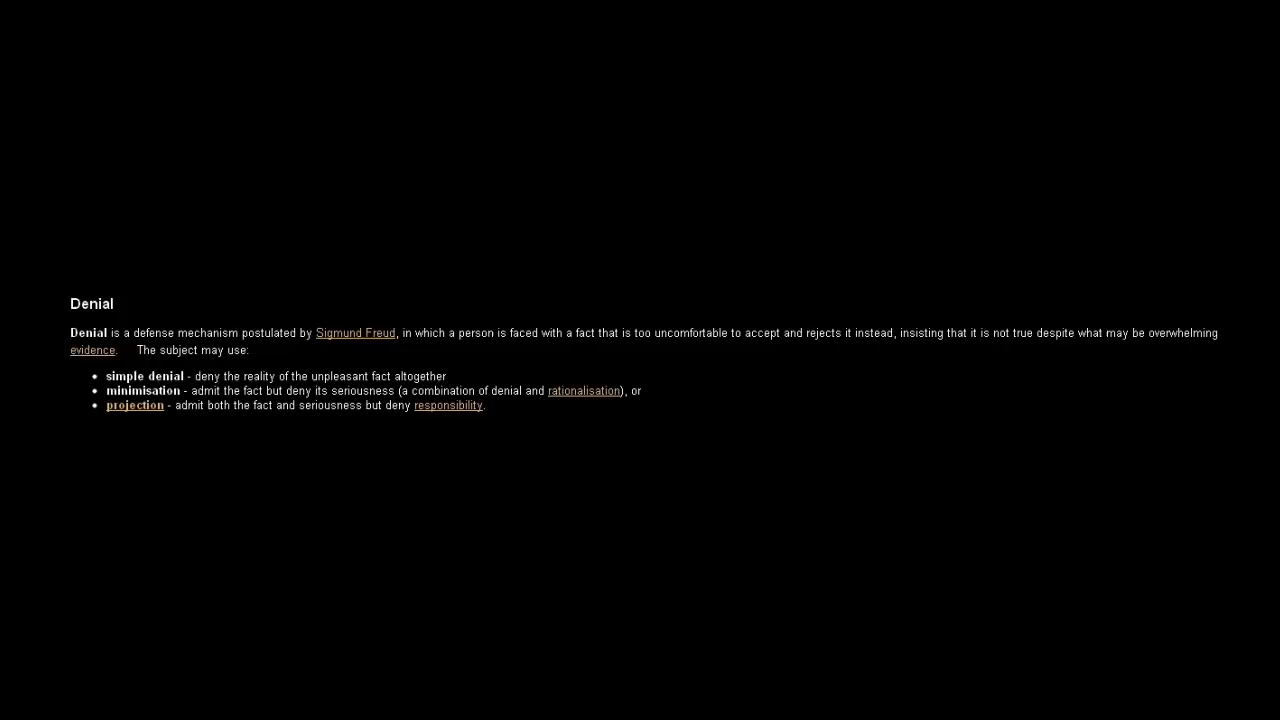 Denial
Denial is a defense mechanism postulated by Sigmund Freud, in which a person is faced with a fact that is too uncomfortable to accept and rejects it instead, insisting that it is not true despite what may be overwhelming
evidence. The subject may use:
• simple denial - deny the reality of the unpleasant fact altogether
• minimisation - admit the fact but deny its seriousness (a combination of denial and rationalisation), or
• projection - admit both the fact and seriousness but deny responsibility.